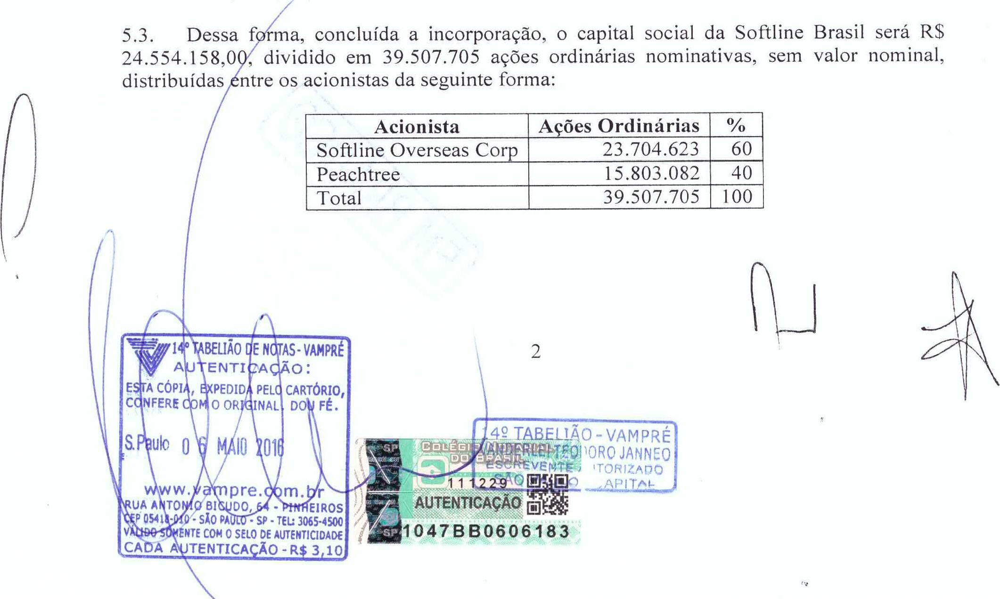 5.3. Dessa forma, concluída a incorporação, o capital social da Softline Brasil será R$
24.554.158,00, dividido em 39.507.705 ações ordinárias nominativas, sem valor nominal,
distribuídas entre os acionistas da seguinte forma:
Acionista Ações Ordinárias %
Softline Overseas Corp 23.704.623 60
Peachtree 15.803.082 40
Total 39.507.705 100
2
14º TABELIÃO DE NOTAS - VAMPRÉ
AUTENTICAÇÃO:
ESTA CÓPIA, EXPEDIDA PELO CARTÓRIO,
CONFERE COM O ORIGINAL, DOU FÉ.
S.Paulo 06 MAIO 2016
www.vampre.com.br
RUA ANTONIO BICUDO, 64 - PINHEIROS
CEP 05418-010 - SÃO PAULO - SP - TEL: 3065-4500
VÁLIDO SOMENTE COM O SELO DE AUTENTICIDADE
CADA AUTENTICAÇÃO - R$ 3,10
14º TABELIÃO - VAMPRÉ
JANNEO
ESCREVENTE
SÃO
SP
COLÉGIO NOTARIAL
DO BRASIL
111229
AUTENTICAÇÃO
SP
1047BB0606183